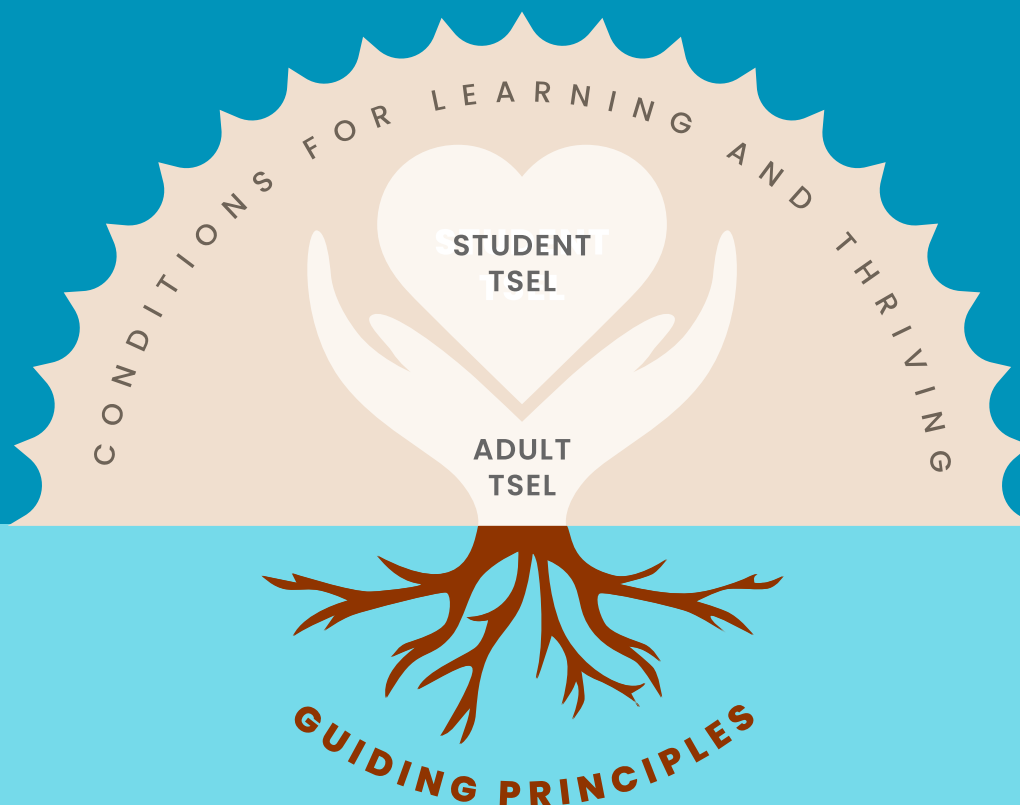 CONDITIONS FOR LEARNING AND THRIVING
STUDENT
TSEL
ADULT
TSEL
GUIDING PRINCIPLES